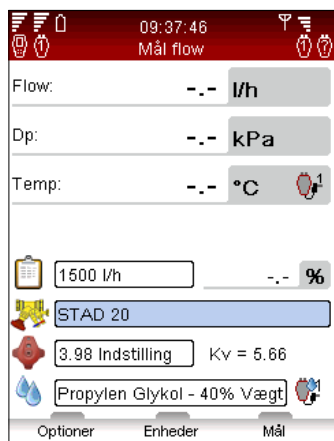 09:37:46
Mål flow
Flow: -.- l/h
Dp: -.- kPa
Temp: -.- °C 1
1500 l/h -.- %
STAD 20
3.98 Indstilling Kv = 5.66
Propylen Glykol - 40% Vægt
Optioner Enheder Mål